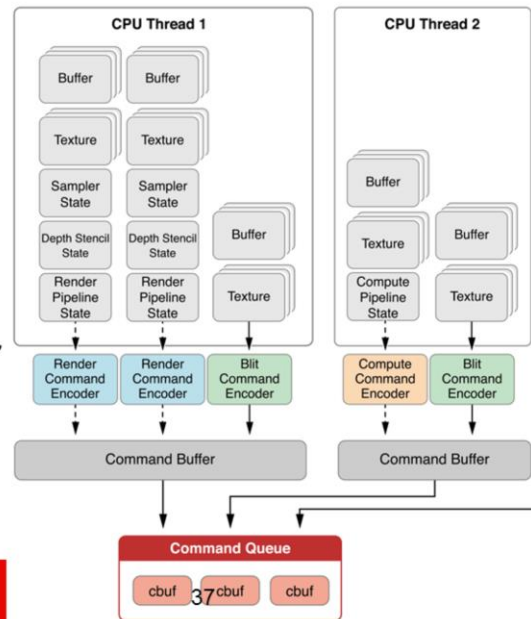 CPU Thread 1
Buffer
Buffer
Texture
Texture
Sampler
State
Sampler
State
Depth Stencil
State
Depth Stencil
State
Buffer
Render
Pipeline
State
Render
Pipeline
State
Texture
Render
Command
Encoder
Render
Command
Encoder
Blit
Command
Encoder
Command Buffer
CPU Thread 2
Buffer
Texture
Buffer
Compute
Pipeline
State
Texture
Compute
Command
Encoder
Blit
Command
Encoder
Command Buffer
Command Queue
cbuf
cbuf
cbuf
37